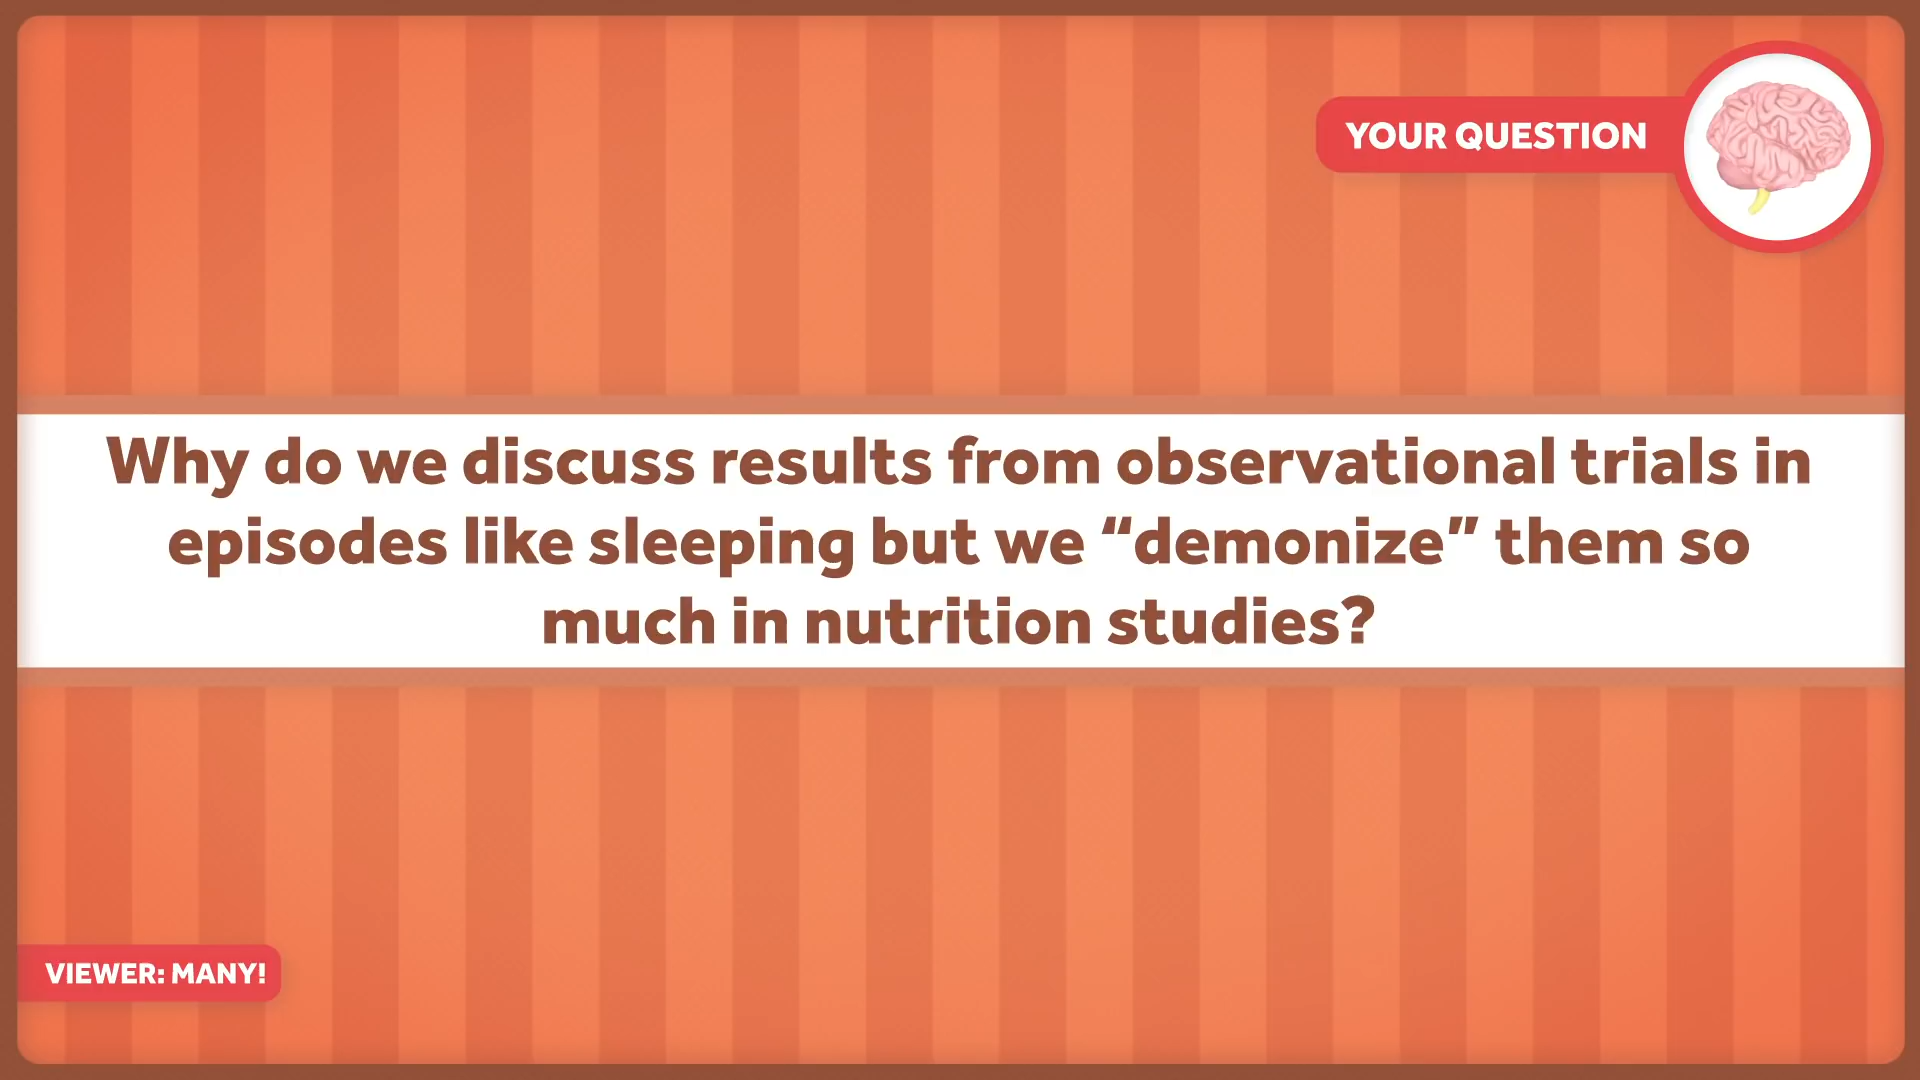 YOUR QUESTION
Why do we discuss results from observational trials in
episodes like sleeping but we “demonize” them so
much in nutrition studies?
VIEWER: MANY!